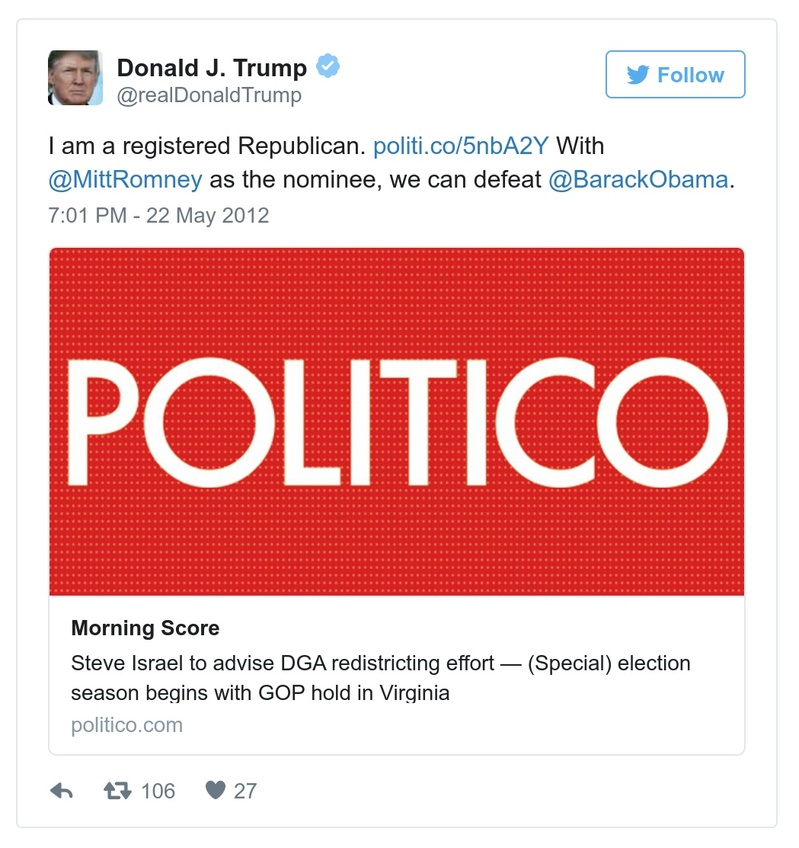 Donald J. Trump
@realDonaldTrump
Follow
I am a registered Republican. politi.co/5nbA2Y With
@MittRomney as the nominee, we can defeat @BarackObama.
7:01 PM - 22 May 2012
POLITICO
Morning Score
Steve Israel to advise DGA redistricting effort — (Special) election
season begins with GOP hold in Virginia
politico.com
106
27